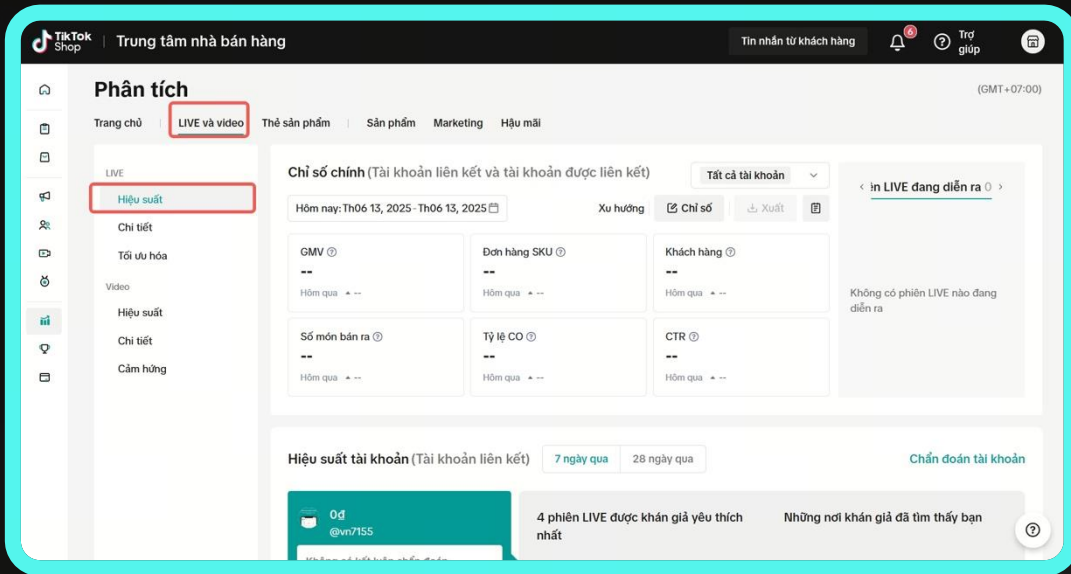 TikTok
Shop
Trung tâm nhà bán hàng
Tin nhắn từ khách hàng
6
Trợ
giúp
Phân tích
(GMT+07:00)
Trang chủ
LIVE và video
Thẻ sản phẩm
Sản phẩm
Marketing
Hậu mãi
LIVE
Hiệu suất
Chi tiết
Tối ưu hóa
Video
Hiệu suất
Chi tiết
Cảm hứng
Chỉ số chính (Tài khoản liên kết và tài khoản được liên kết)
Tất cả tài khoản
Hôm nay: Th06 13, 2025 - Th06 13, 2025
Xu hướng
Chỉ số
Xuất
GMV
--
Hôm qua --
Đơn hàng SKU
--
Hôm qua --
Khách hàng
--
Hôm qua --
Số món bán ra
--
Hôm qua --
Tỷ lệ CO
--
Hôm qua --
CTR
--
Hôm qua --
LIVE đang diễn ra 0
Không có phiên LIVE nào đang
diễn ra
Hiệu suất tài khoản (Tài khoản liên kết)
7 ngày qua
28 ngày qua
Chẩn đoán tài khoản
0₫
@vn7155
4 phiên LIVE được khán giả yêu thích
nhất
Những nơi khán giả đã tìm thấy bạn